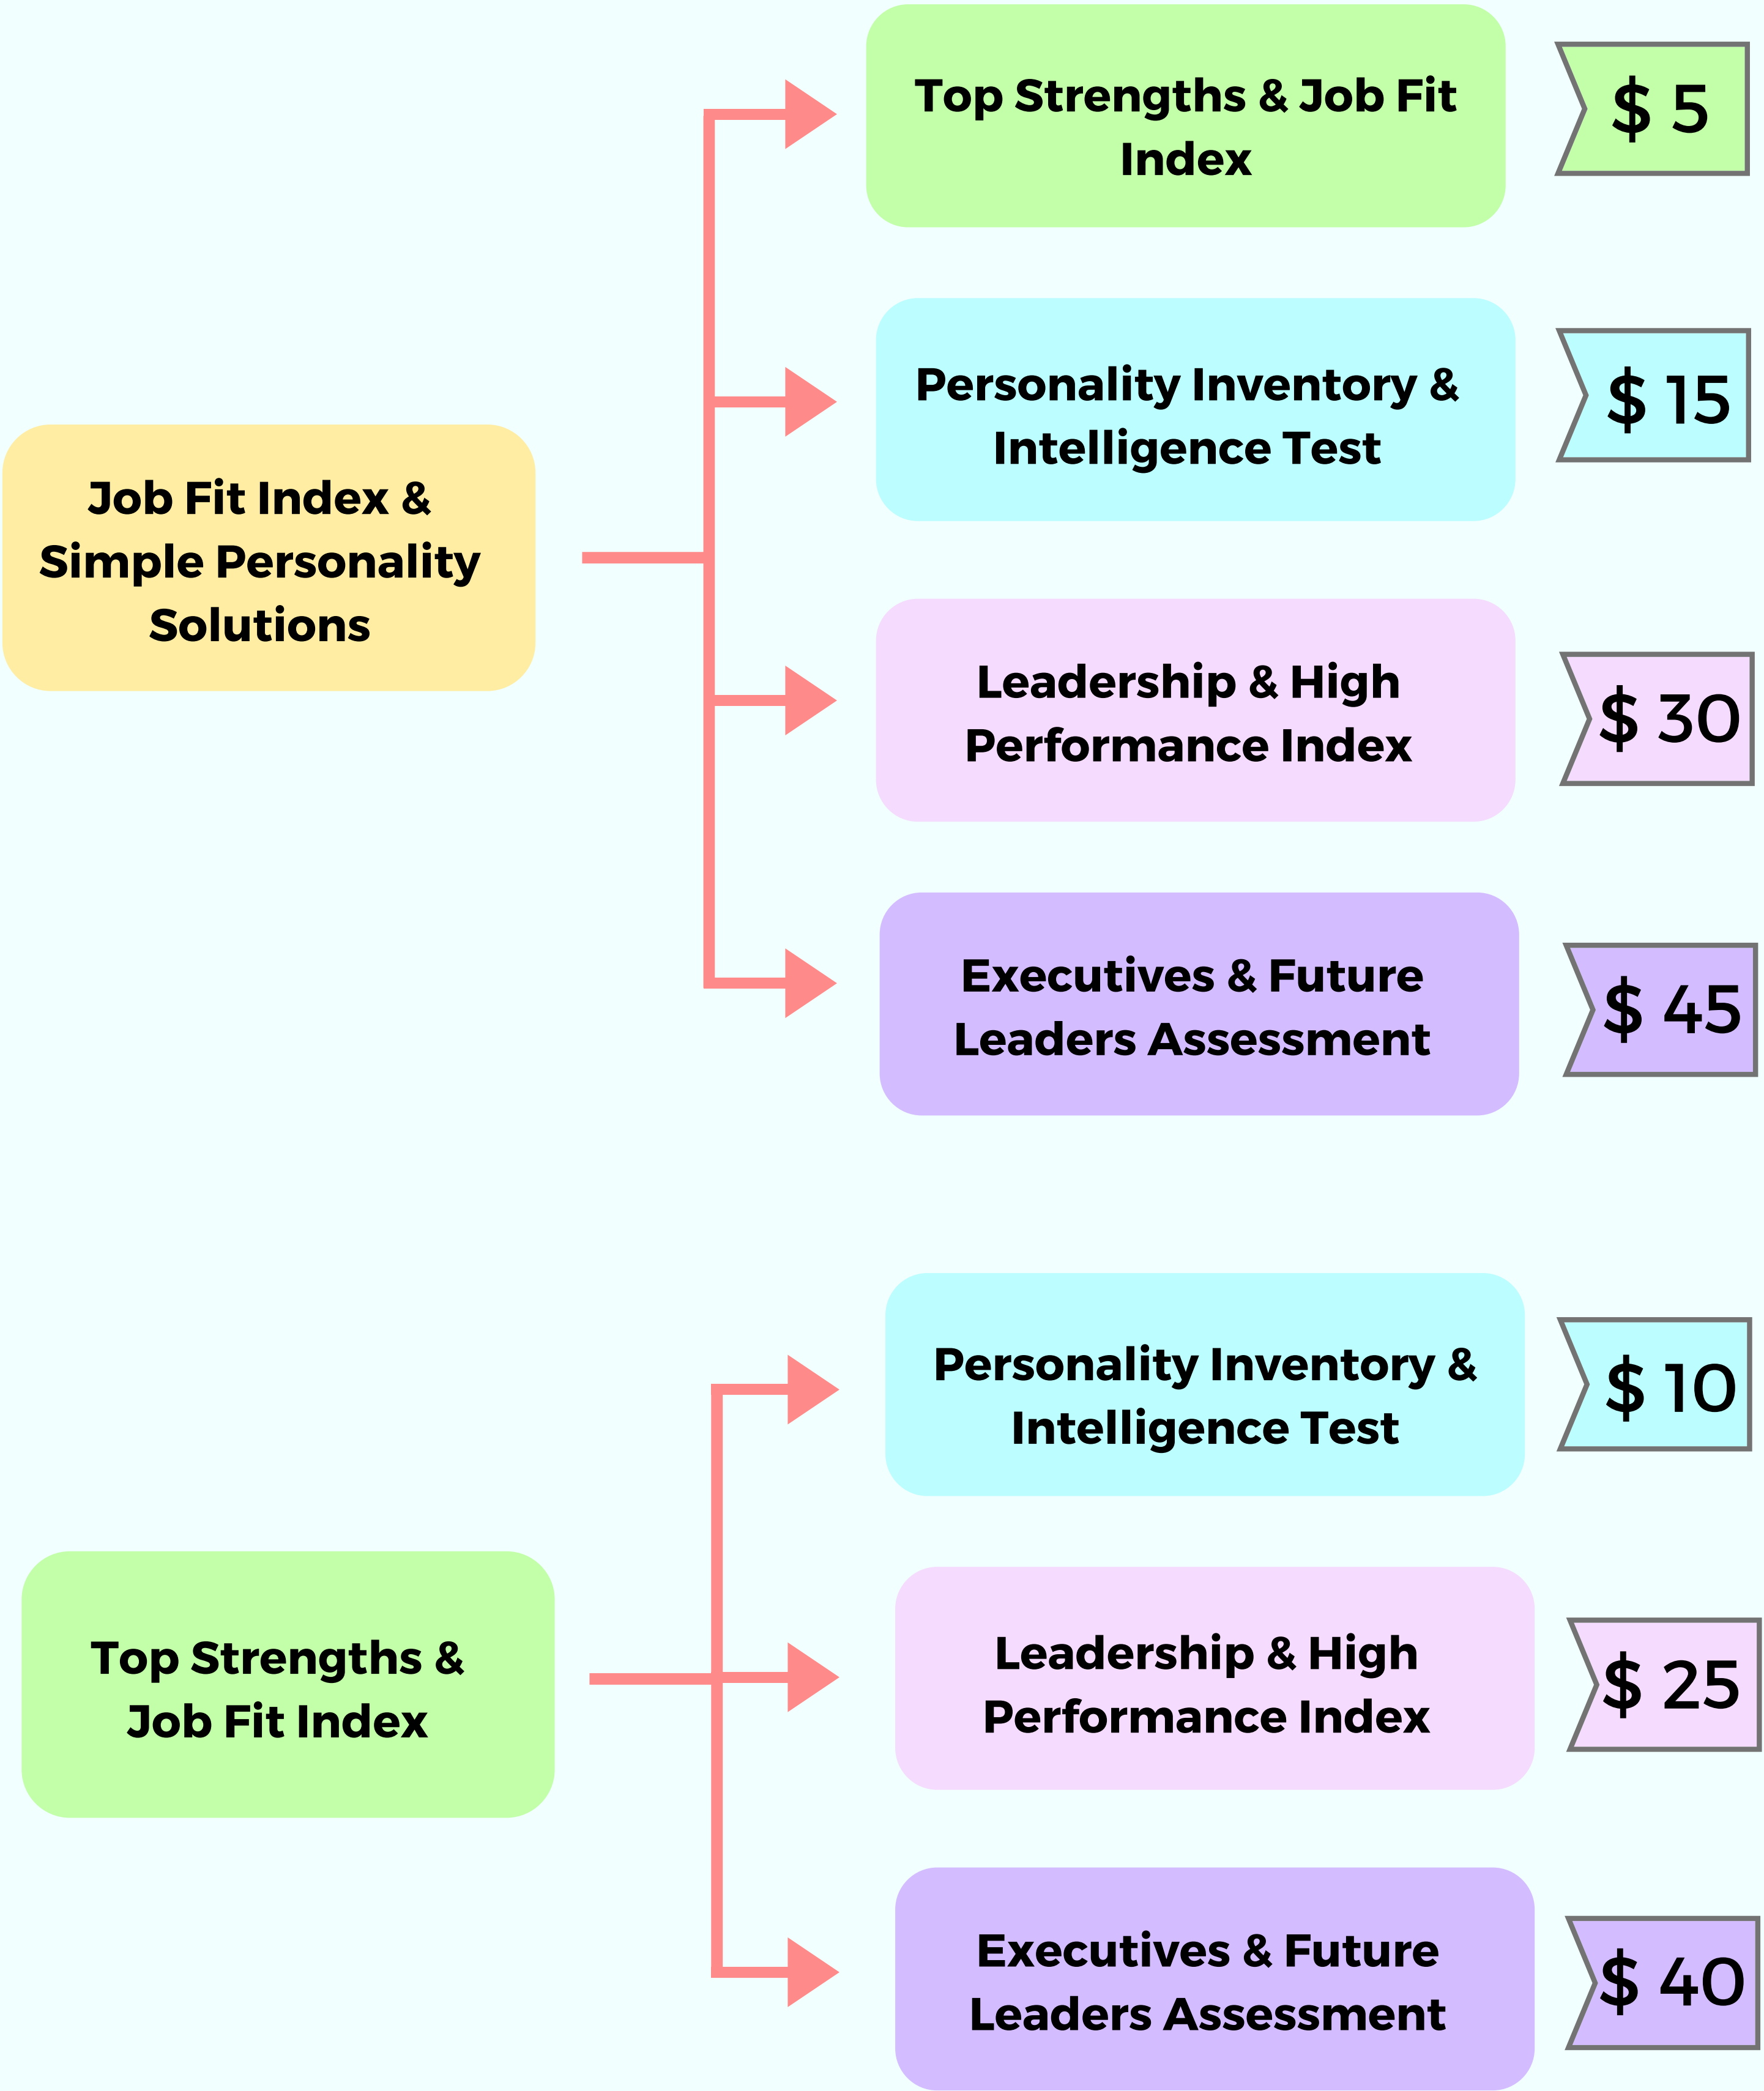 Top Strengths & Job Fit
Index
$ 5
Personality Inventory &
Intelligence Test
$ 15
Job Fit Index &
Simple Personality
Solutions
Leadership & High
Performance Index
$ 30
Executives & Future
Leaders Assessment
$ 45
Personality Inventory &
Intelligence Test
$ 10
Top Strengths &
Job Fit Index
Leadership & High
Performance Index
$ 25
Executives & Future
Leaders Assessment
$ 40